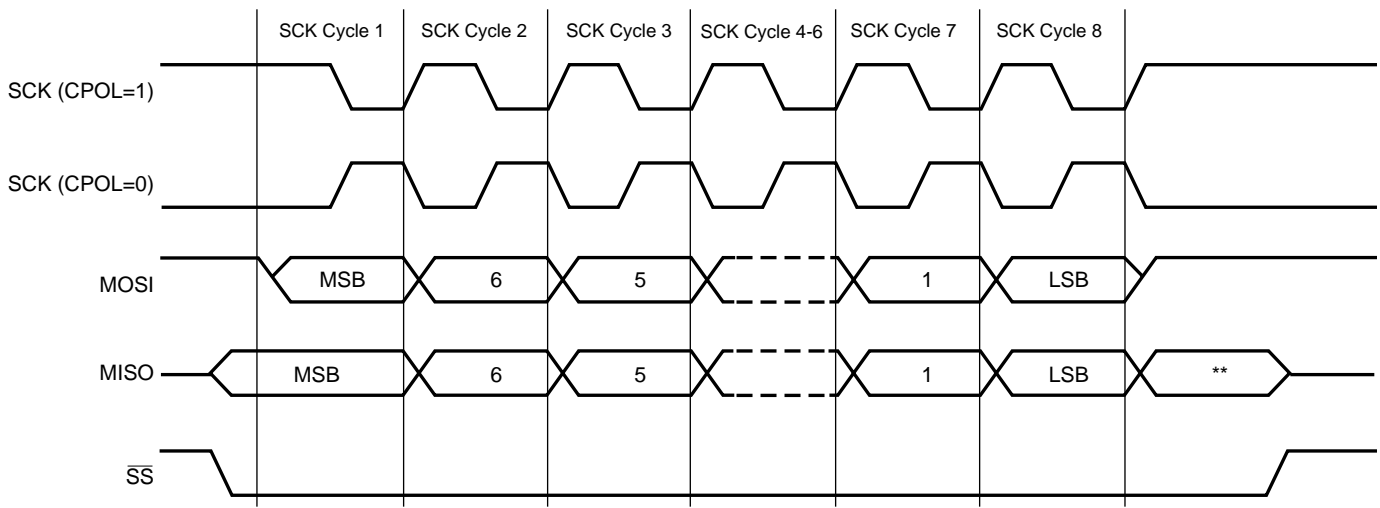 SCK Cycle 1 SCK Cycle 2 SCK Cycle 3 SCK Cycle 4-6 SCK Cycle 7 SCK Cycle 8
SCK (CPOL=1)
SCK (CPOL=0)
MOSI MSB 6 5 1 LSB
MISO MSB 6 5 1 LSB **
S̅S̅